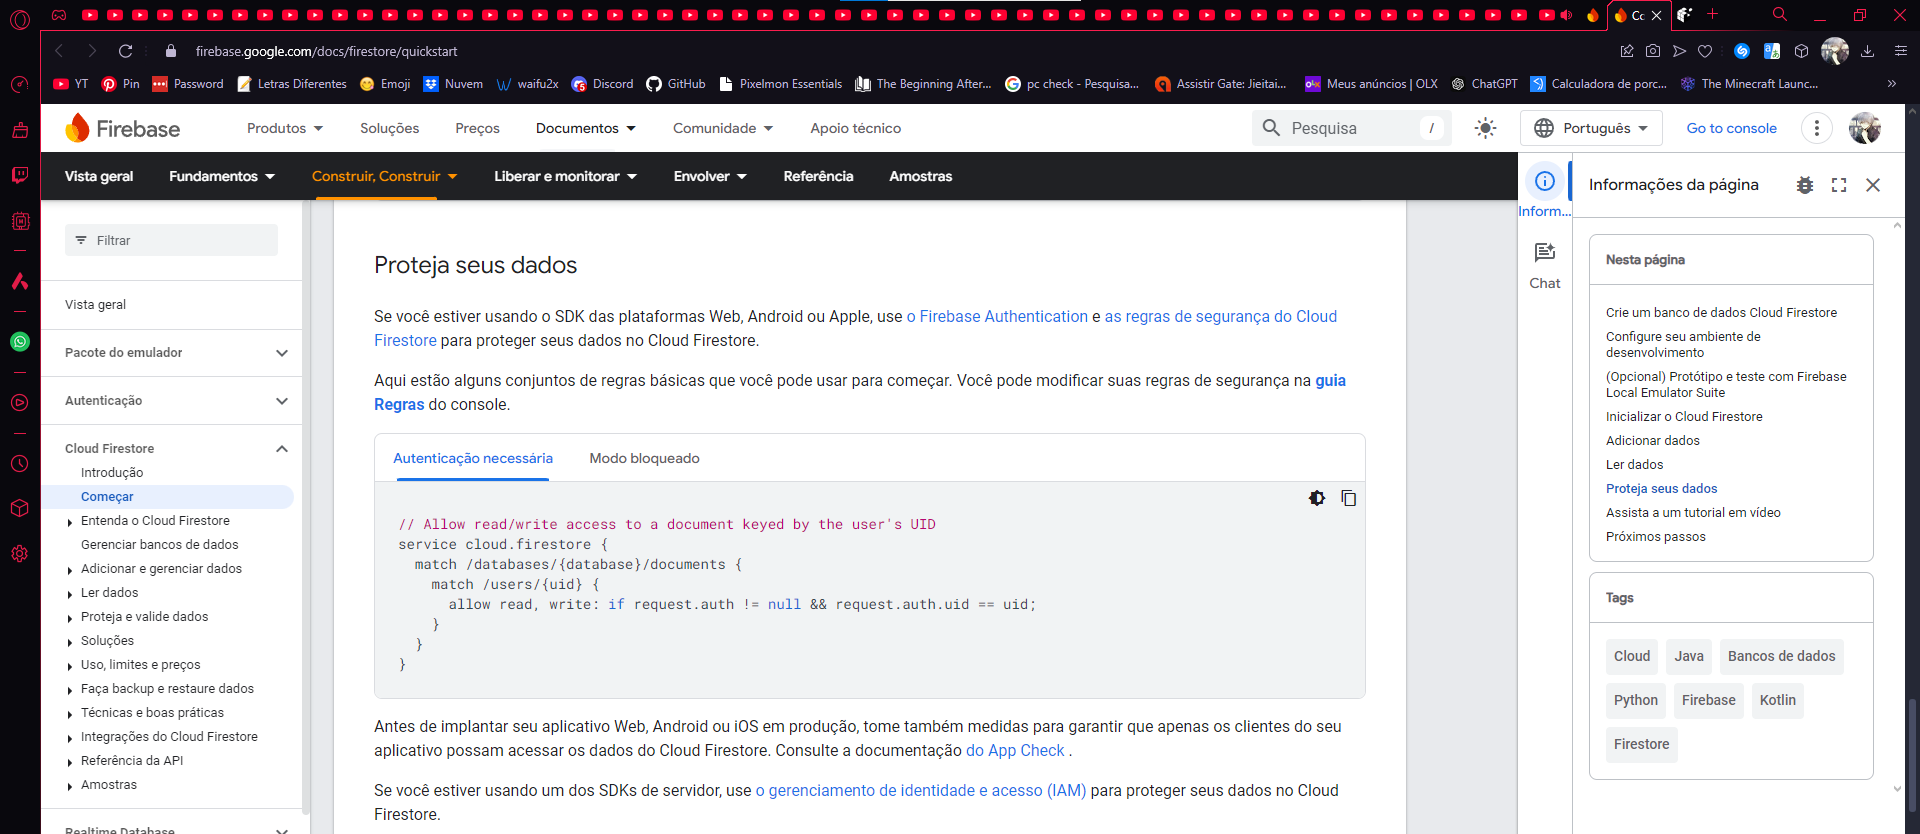 Cc
firebase.google.com/docs/firestore/quickstart
YT
Pin
Password
Letras Diferentes
Emoji
Nuvem
waifu2x
Discord
GitHub
Pixelmon Essentials
The Beginning After...
pc check - Pesquisa...
Assistir Gate: Jieitai...
Meus anúncios | OLX
ChatGPT
Calculadora de porc...
The Minecraft Launc...
»
Firebase
Produtos
Soluções
Preços
Documentos
Comunidade
Apoio técnico
Pesquisa
/
Português
Go to console
Vista geral
Fundamentos
Construir, Construir
Liberar e monitorar
Envolver
Referência
Amostras
Filtrar
Vista geral
Pacote do emulador
Autenticação
Cloud Firestore
Introdução
Começar
Entenda o Cloud Firestore
Gerenciar bancos de dados
Adicionar e gerenciar dados
Ler dados
Proteja e valide dados
Soluções
Uso, limites e preços
Faça backup e restaure dados
Técnicas e boas práticas
Integrações do Cloud Firestore
Referência da API
Amostras
Realtime Database
Proteja seus dados
Se você estiver usando o SDK das plataformas Web, Android ou Apple, use o Firebase Authentication e as regras de segurança do Cloud
Firestore para proteger seus dados no Cloud Firestore.
Aqui estão alguns conjuntos de regras básicas que você pode usar para começar. Você pode modificar suas regras de segurança na guia
Regras do console.
Autenticação necessária
Modo bloqueado
// Allow read/write access to a document keyed by the user's UID
service cloud.firestore {
match /databases/{database}/documents {
match /users/{uid} {
allow read, write: if request.auth != null && request.auth.uid == uid;
}
}
}
Antes de implantar seu aplicativo Web, Android ou iOS em produção, tome também medidas para garantir que apenas os clientes do seu
aplicativo possam acessar os dados do Cloud Firestore. Consulte a documentação do App Check .
Se você estiver usando um dos SDKs de servidor, use o gerenciamento de identidade e acesso (IAM) para proteger seus dados no Cloud
Firestore.
Inform...
Chat
Informações da página
Nesta página
Crie um banco de dados Cloud Firestore
Configure seu ambiente de
desenvolvimento
(Opcional) Protótipo e teste com Firebase
Local Emulator Suite
Inicializar o Cloud Firestore
Adicionar dados
Ler dados
Proteja seus dados
Assista a um tutorial em vídeo
Próximos passos
Tags
Cloud
Java
Bancos de dados
Python
Firebase
Kotlin
Firestore